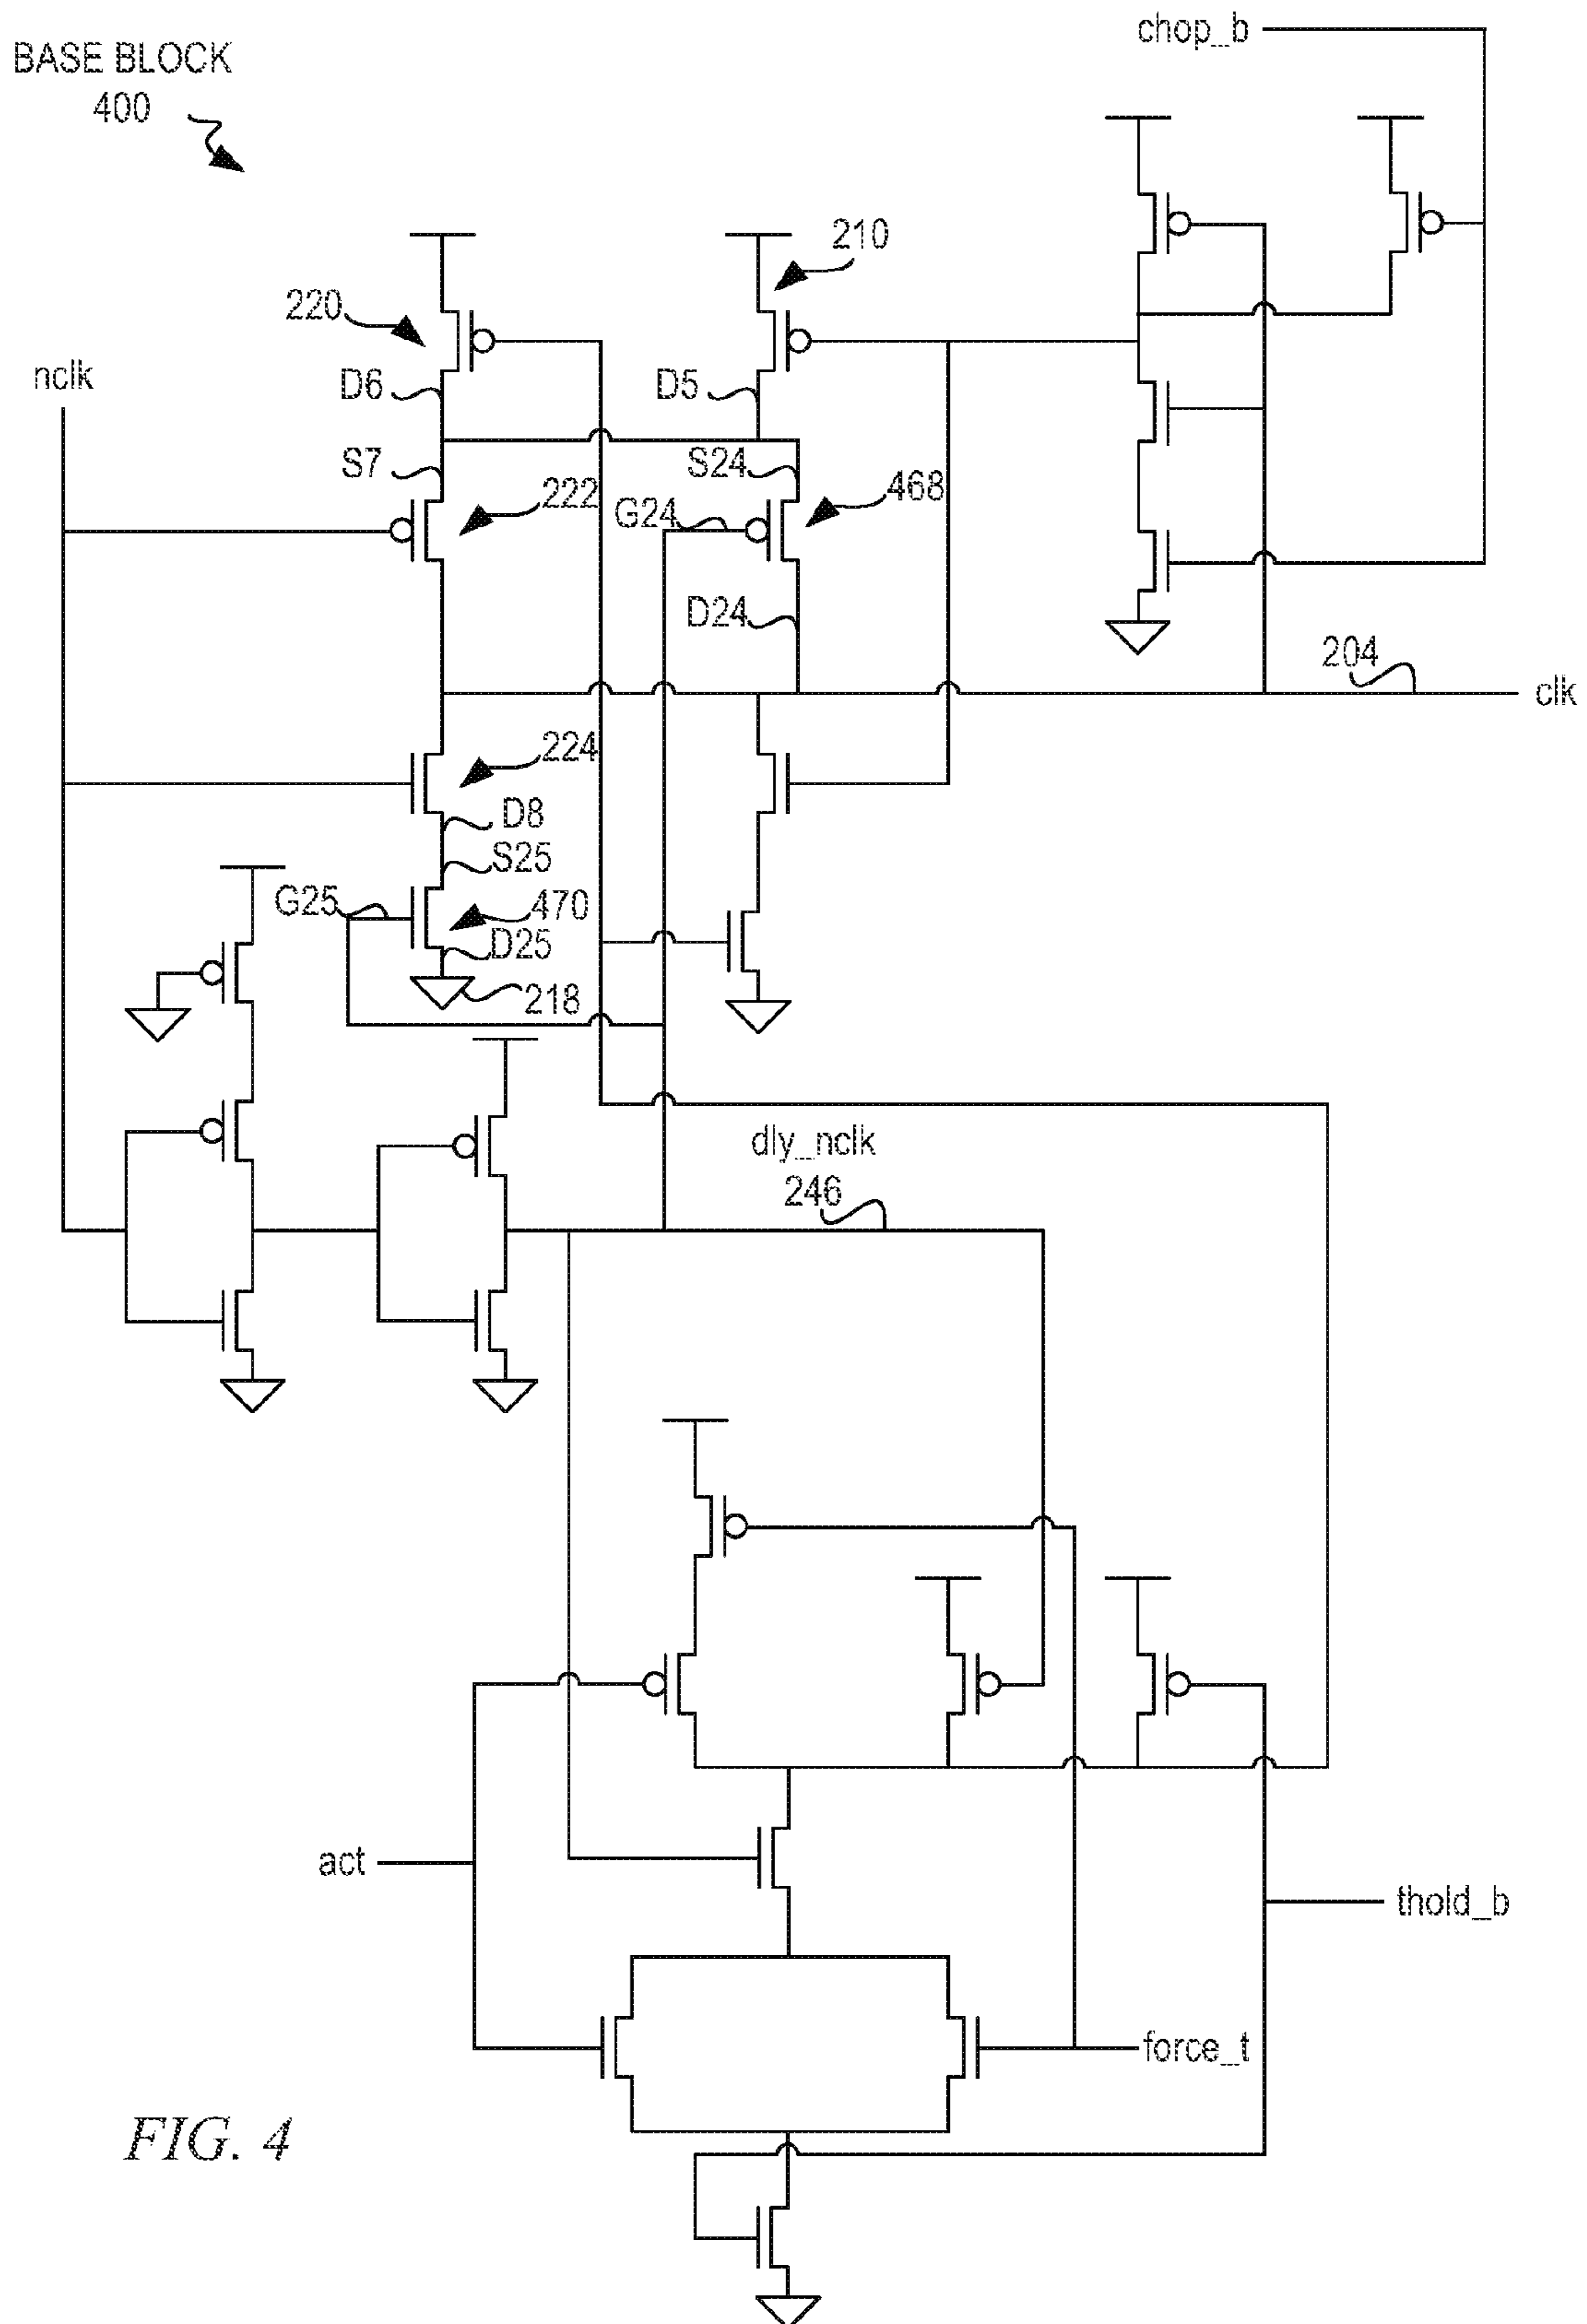 chop_b
BASE BLOCK
400
210
220
nclk
D6
D5
S7
S24
222
G24
468
D24
204
clk
224
D8
S25
G25
470
D25
218
dly_nclk
246
act
thold_b
force_t
FIG. 4